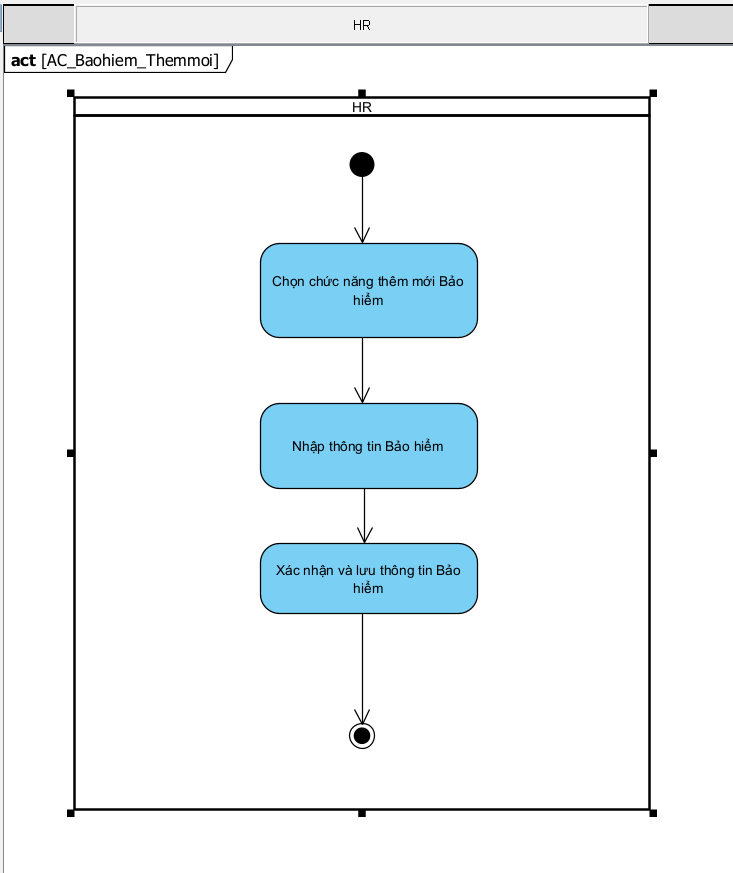 HR
act [AC_Baohiem_Themmoi]
HR
Chọn chức năng thêm mới Bảo
hiểm
Nhập thông tin Bảo hiểm
Xác nhận và lưu thông tin Bảo
hiểm